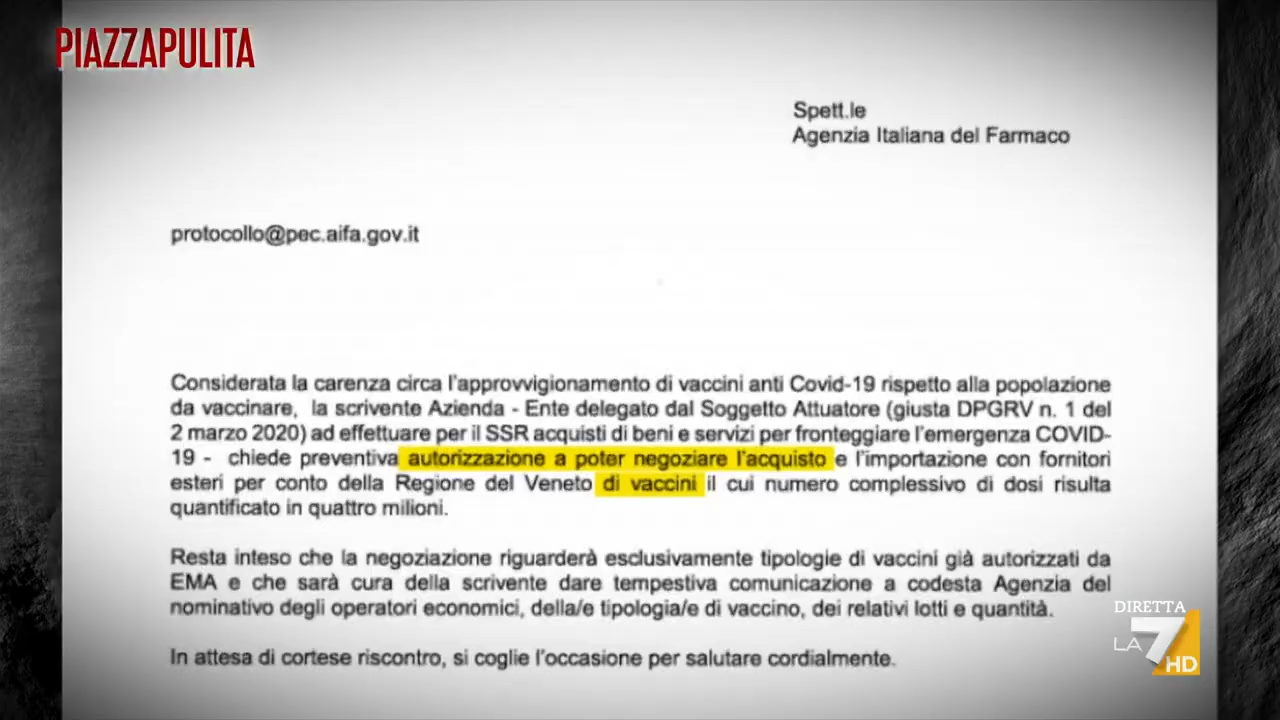 PIAZZAPULITA
Spett.le
Agenzia Italiana del Farmaco
protocollo@pec.aifa.gov.it
Considerata la carenza circa l'approvvigionamento di vaccini anti Covid-19 rispetto alla popolazione
da vaccinare, la scrivente Azienda - Ente delegato dal Soggetto Attuatore (giusta DPGRV n. 1 del
2 marzo 2020) ad effettuare per il SSR acquisti di beni e servizi per fronteggiare l'emergenza COVID-
19 - chiede preventiva autorizzazione a poter negoziare l'acquisto e l'importazione con fornitori
esteri per conto della Regione del Veneto di vaccini il cui numero complessivo di dosi risulta
quantificato in quattro milioni.
Resta inteso che la negoziazione riguarderà esclusivamente tipologie di vaccini già autorizzati da
EMA e che sarà cura della scrivente dare tempestiva comunicazione a codesta Agenzia del
nominativo degli operatori economici, della/e tipologia/e di vaccino, dei relativi lotti e quantità.
In attesa di cortese riscontro, si coglie l'occasione per salutare cordialmente.
DIRETTA
LA 7 HD